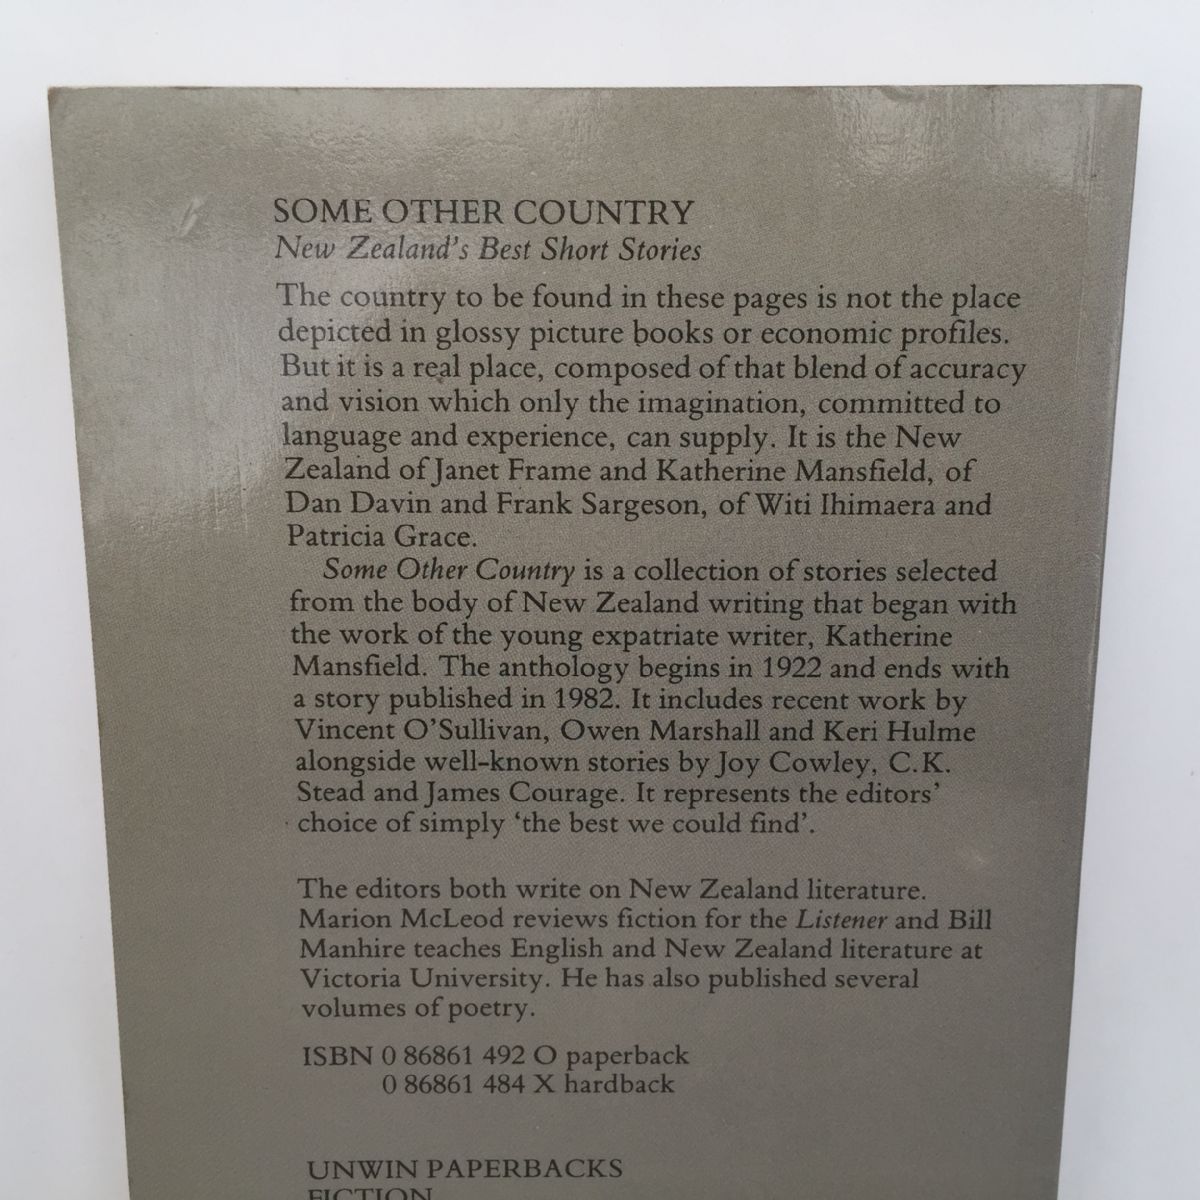 SOME OTHER COUNTRY
New Zealand's Best Short Stories
The country to be found in these pages is not the place
depicted in glossy picture books or economic profiles.
But it is a real place, composed of that blend of accuracy
and vision which only the imagination, committed to
language and experience, can supply. It is the New
Zealand of Janet Frame and Katherine Mansfield, of
Dan Davin and Frank Sargeson, of Witi Ihimaera and
Patricia Grace.
Some Other Country is a collection of stories selected
from the body of New Zealand writing that began with
the work of the young expatriate writer, Katherine
Mansfield. The anthology begins in 1922 and ends with
a story published in 1982. It includes recent work by
Vincent O'Sullivan, Owen Marshall and Keri Hulme
alongside well-known stories by Joy Cowley, C.K.
Stead and James Courage. It represents the editors'
choice of simply 'the best we could find'.
The editors both write on New Zealand literature.
Marion McLeod reviews fiction for the Listener and Bill
Manhire teaches English and New Zealand literature at
Victoria University. He has also published several
volumes of poetry.
ISBN 0 86861 492 O paperback
0 86861 484 X hardback
UNWIN PAPERBACKS
FICTION